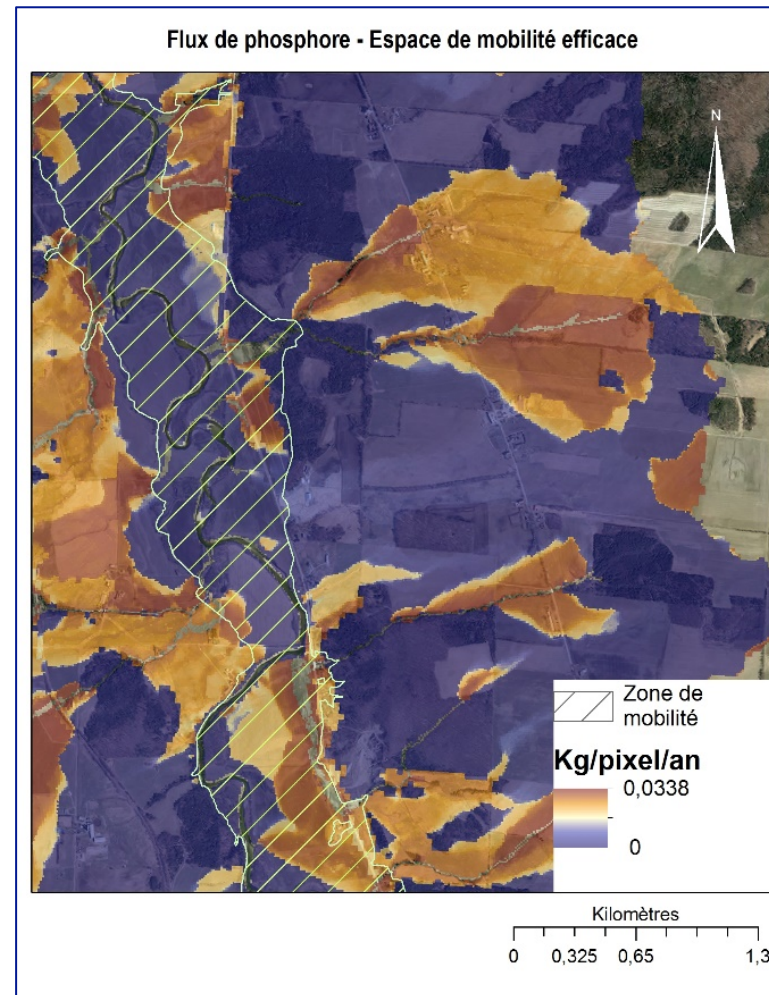 Flux de phosphore - Espace de mobilité efficace
N
Zone de
mobilité
Kg/pixel/an
0,0338
0
Kilomètres
0 0,325 0,65 1,3